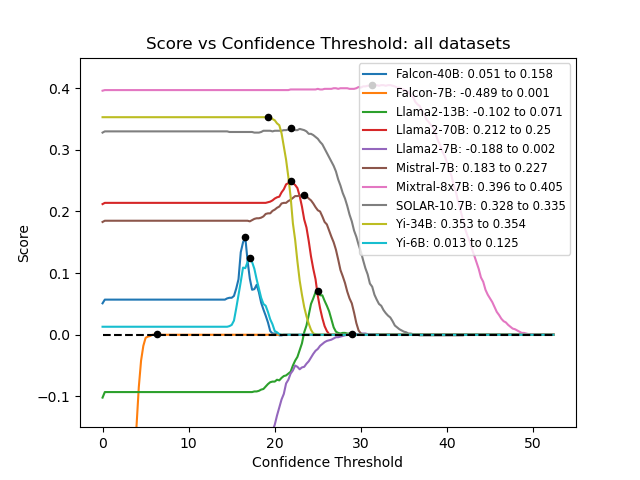 Score vs Confidence Threshold: all datasets
Score
0.4
0.3
0.2
0.1
0.0
−0.1
Falcon-40B: 0.051 to 0.158
Falcon-7B: -0.489 to 0.001
Llama2-13B: -0.102 to 0.071
Llama2-70B: 0.212 to 0.25
Llama2-7B: -0.188 to 0.002
Mistral-7B: 0.183 to 0.227
Mixtral-8x7B: 0.396 to 0.405
SOLAR-10.7B: 0.328 to 0.335
Yi-34B: 0.353 to 0.354
Yi-6B: 0.013 to 0.125
0 10 20 30 40 50
Confidence Threshold